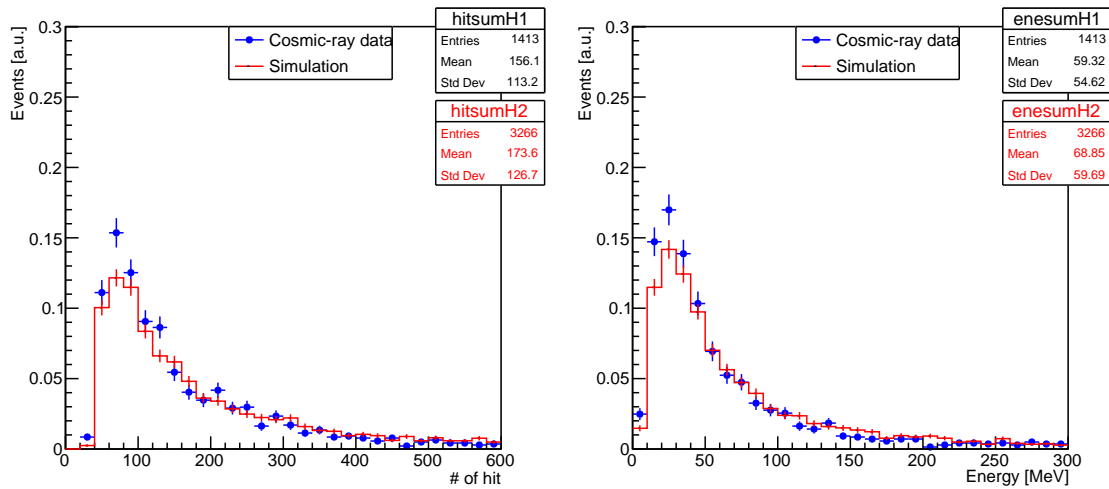 Events [a.u.]
0.3
0.25
0.2
0.15
0.1
0.05
0
0 100 200 300 400 500 600
# of hit
Cosmic-ray data
Simulation
hitsumH1
Entries 1413
Mean 156.1
Std Dev 113.2
hitsumH2
Entries 3266
Mean 173.6
Std Dev 126.7
Events [a.u.]
0.3
0.25
0.2
0.15
0.1
0.05
0
0 50 100 150 200 250 300
Energy [MeV]
Cosmic-ray data
Simulation
enesumH1
Entries 1413
Mean 59.32
Std Dev 54.62
enesumH2
Entries 3266
Mean 68.85
Std Dev 59.69